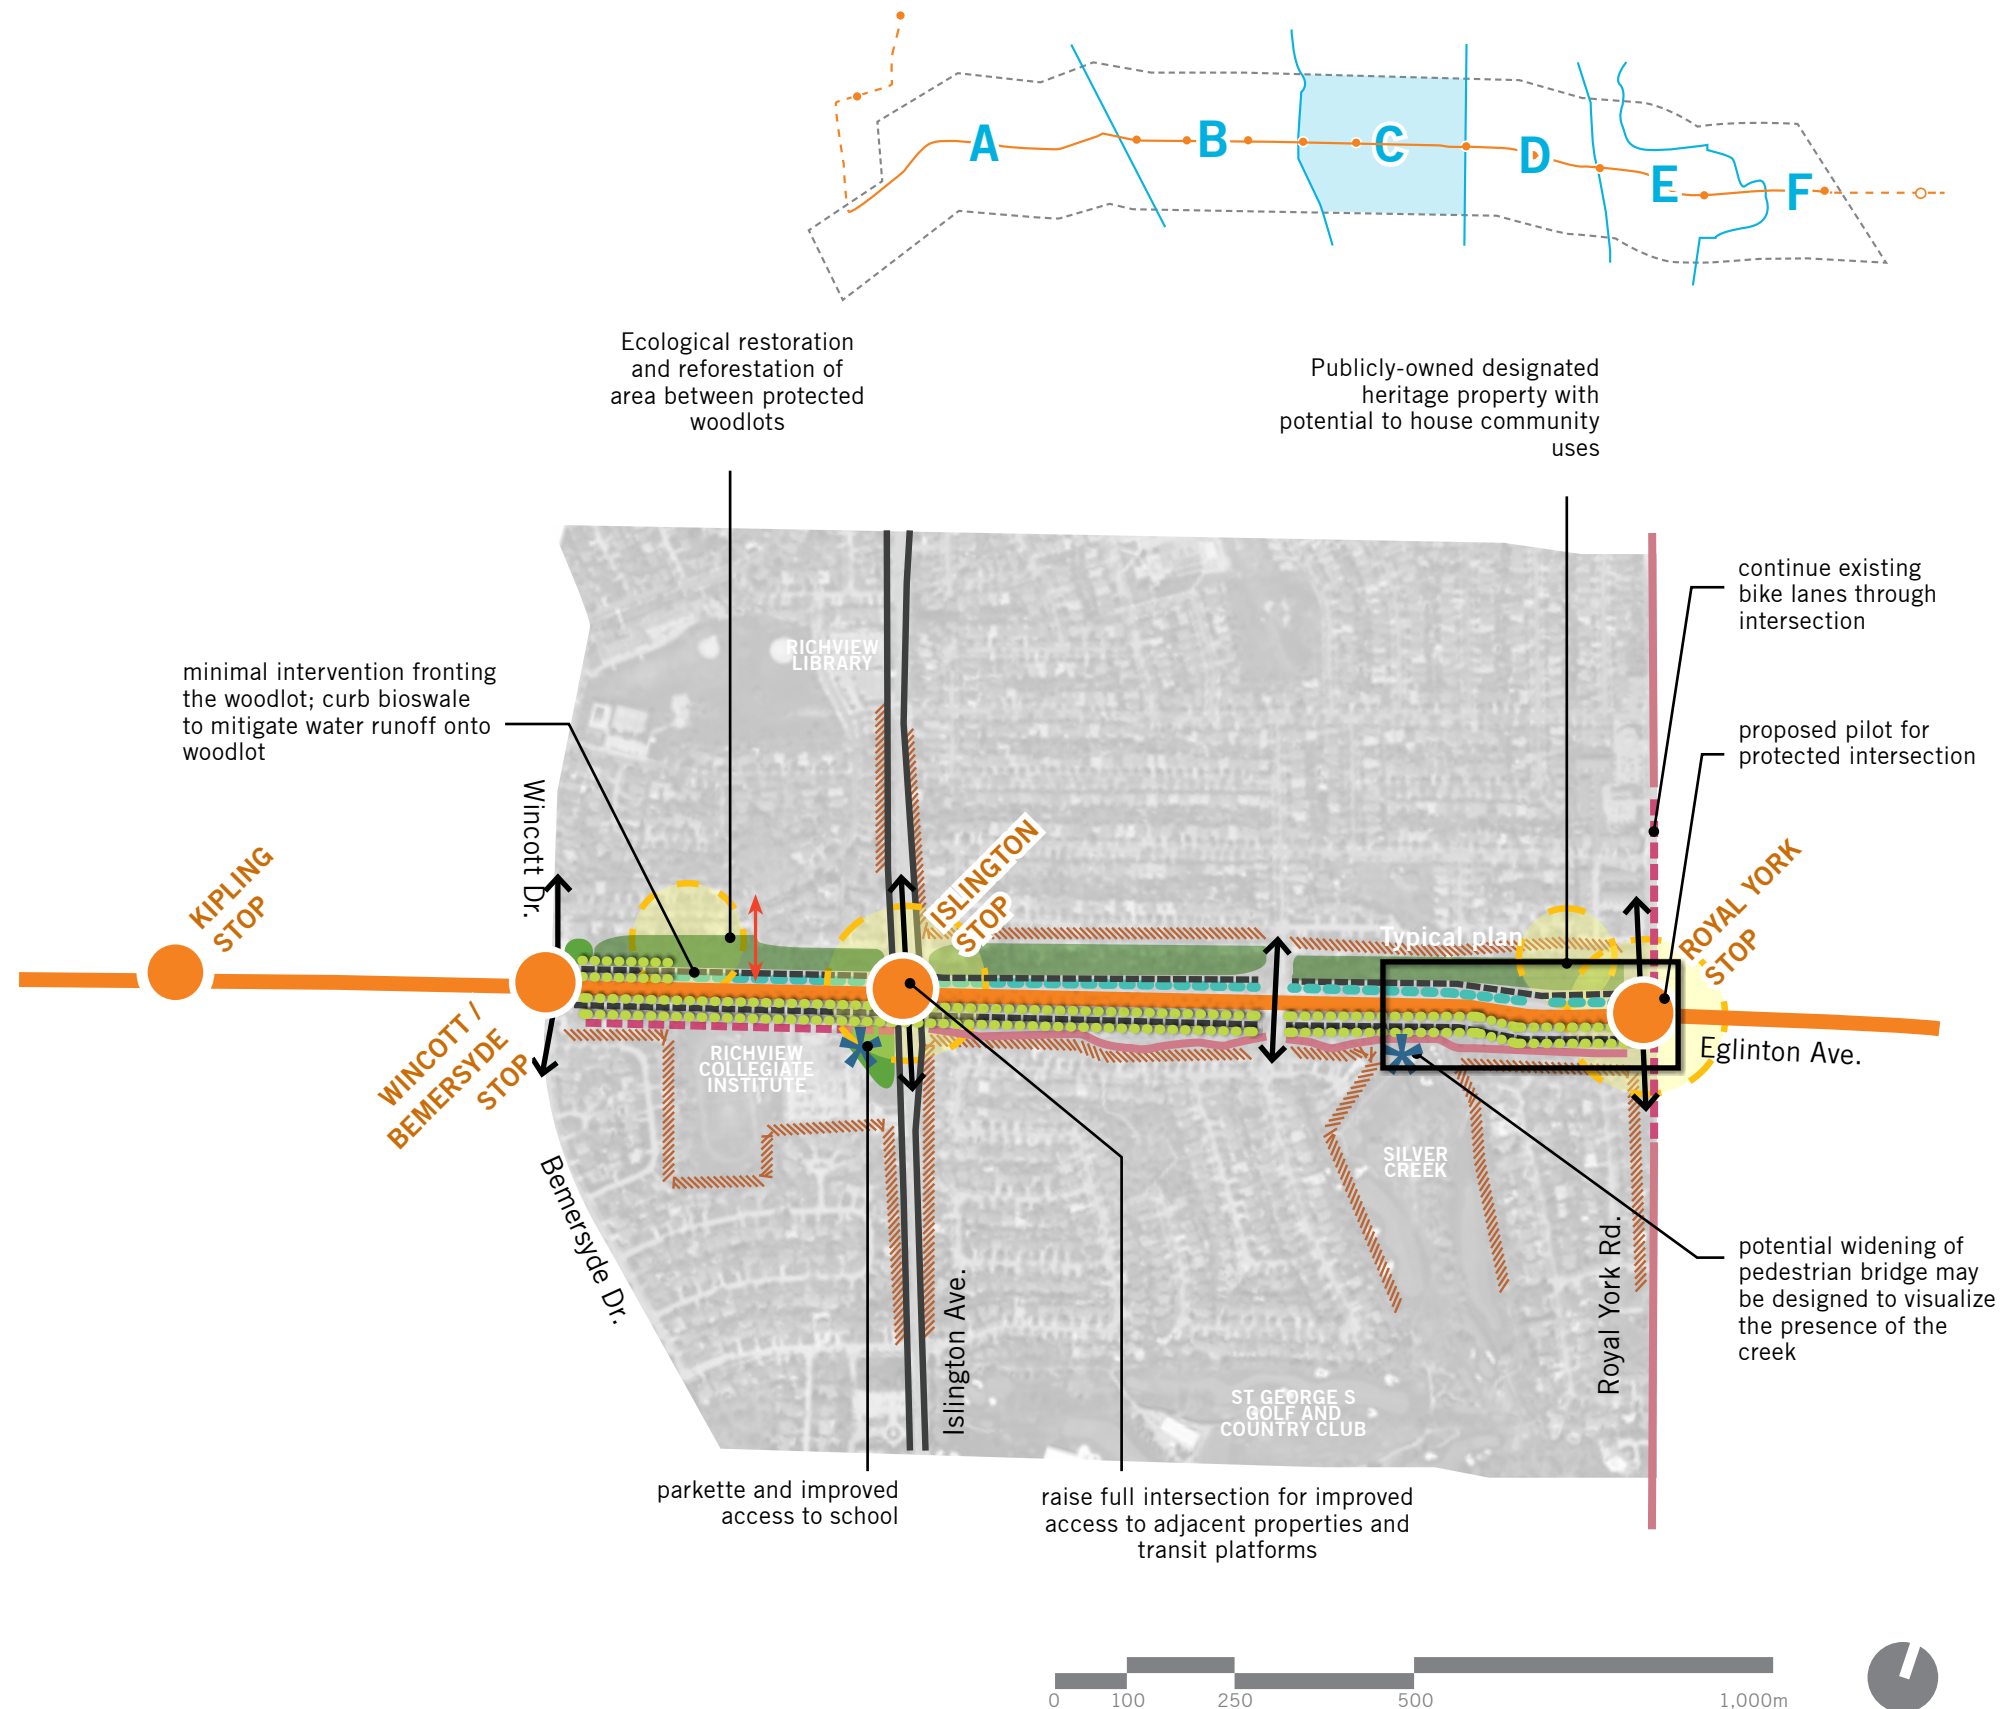 A
B
C
D
E
F
Ecological restoration
and reforestation of
area between protected
woodlots
Publicly-owned designated
heritage property with
potential to house community
uses
continue existing
bike lanes through
intersection
RICHVIEW
LIBRARY
minimal intervention fronting
the woodlot; curb bioswale
to mitigate water runoff onto
woodlot
proposed pilot for
protected intersection
Wincott Dr.
KIPLING
STOP
ISLINGTON
STOP
ROYAL YORK
STOP
Typical plan
WINCOTT /
BEMERSYDE
STOP
RICHVIEW
COLLEGIATE
INSTITUTE
Eglinton Ave.
SILVER
CREEK
Bemersyde Dr.
Islington Ave.
Royal York Rd.
potential widening of
pedestrian bridge may
be designed to visualize
the presence of the
creek
ST GEORGE S
GOLF AND
COUNTRY CLUB
parkette and improved
access to school
raise full intersection for improved
access to adjacent properties and
transit platforms
0 100 250 500 1,000m